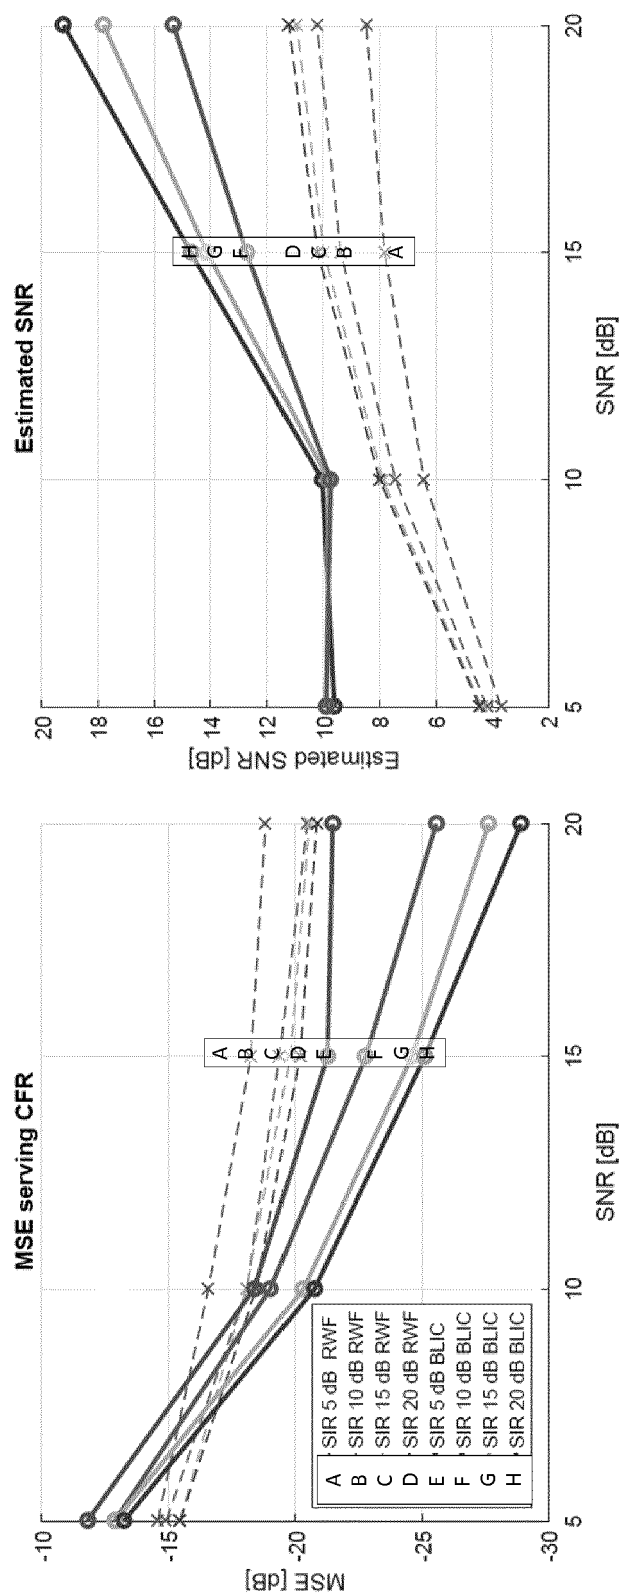 MSE serving CFR
-10
-15
-20
-25
-30
MSE [dB]
5
10
15
20
SNR [dB]
A
B
C
D
E
F
G
H
A SIR 5 dB RWF
B SIR 10 dB RWF
C SIR 15 dB RWF
D SIR 20 dB RWF
E SIR 5 dB BLIC
F SIR 10 dB BLIC
G SIR 15 dB BLIC
H SIR 20 dB BLIC
Estimated SNR
20
18
16
14
12
10
8
6
4
2
Estimated SNR [dB]
5
10
15
20
SNR [dB]
H
G
F
D
C
B
A